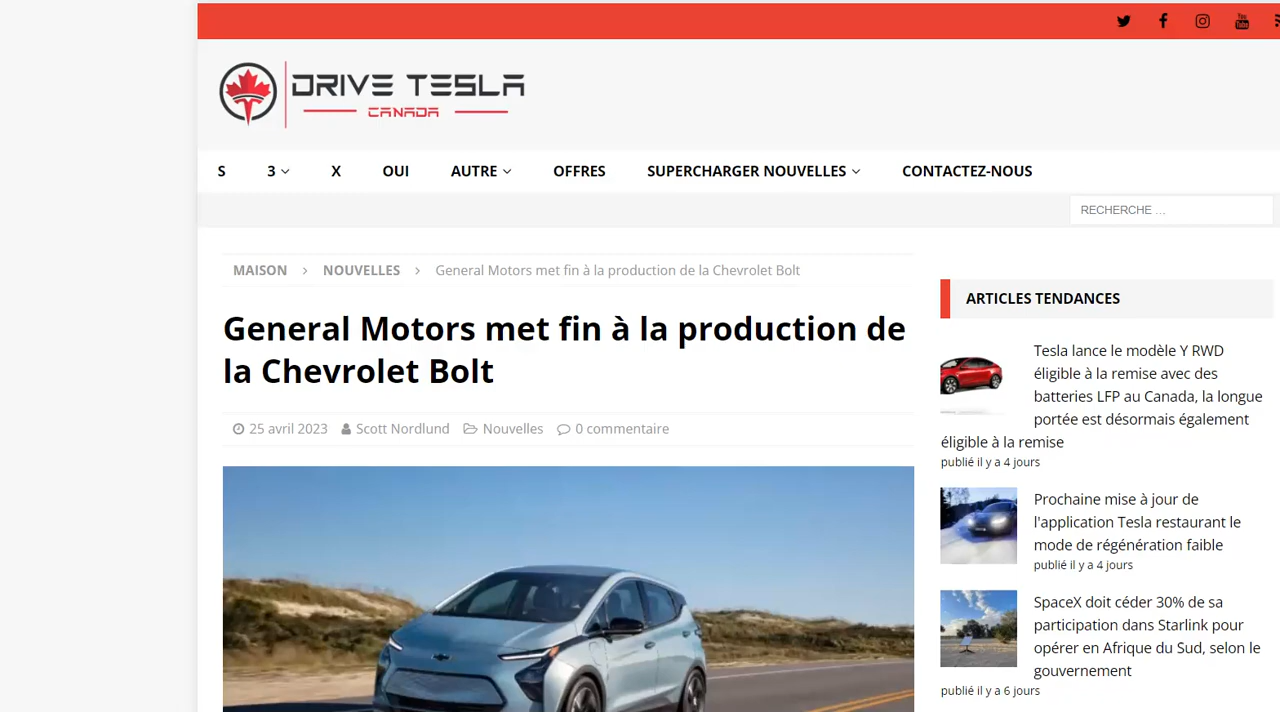 DRIVE TESLA
CANADA
S
3
X
OUI
AUTRE
OFFRES
SUPERCHARGER NOUVELLES
CONTACTEZ-NOUS
RECHERCHE …
MAISON
NOUVELLES
General Motors met fin à la production de la Chevrolet Bolt
General Motors met fin à la production de
la Chevrolet Bolt
25 avril 2023
Scott Nordlund
Nouvelles
0 commentaire
ARTICLES TENDANCES
Tesla lance le modèle Y RWD
éligible à la remise avec des
batteries LFP au Canada, la longue
portée est désormais également
éligible à la remise
publié il y a 4 jours
Prochaine mise à jour de
l'application Tesla restaurant le
mode de régénération faible
publié il y a 4 jours
SpaceX doit céder 30% de sa
participation dans Starlink pour
opérer en Afrique du Sud, selon le
gouvernement
publié il y a 6 jours